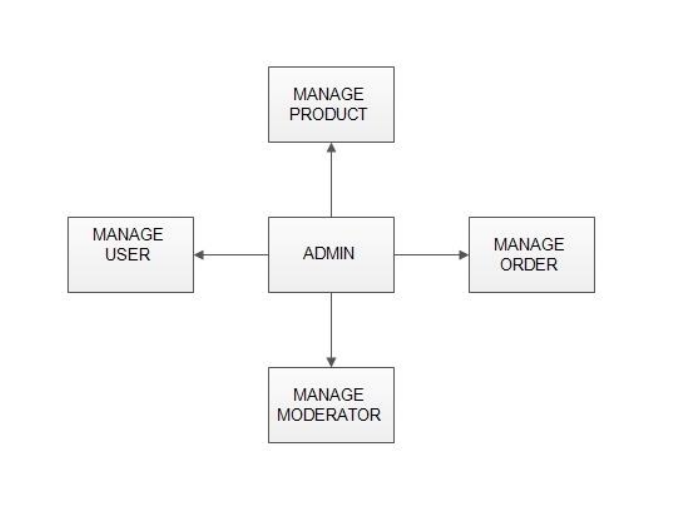 MANAGE
PRODUCT
MANAGE
USER
ADMIN
MANAGE
ORDER
MANAGE
MODERATOR